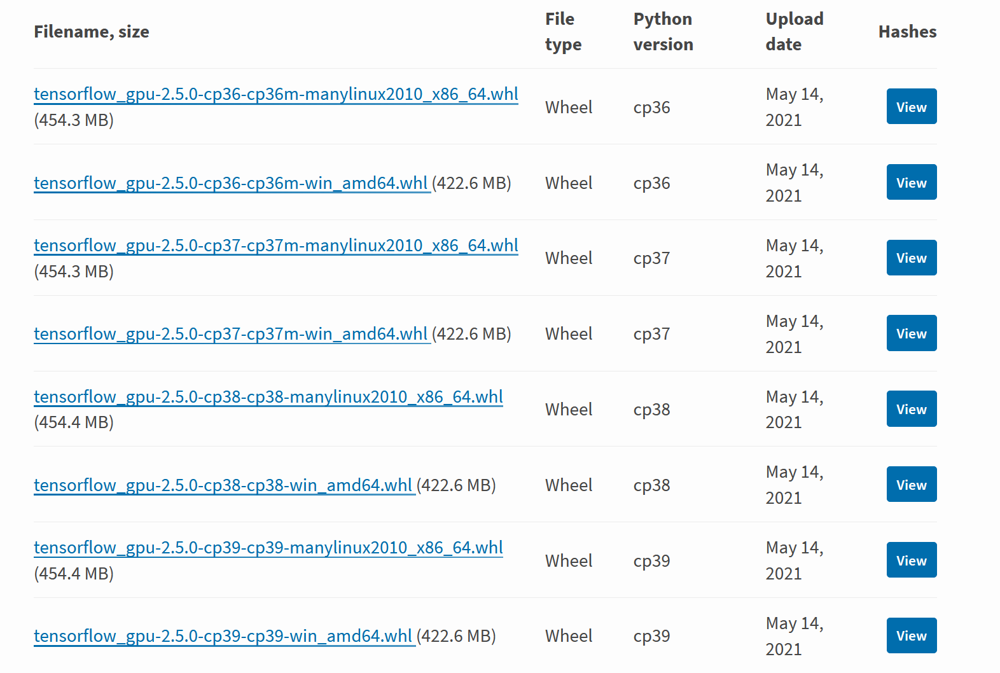 Filename, size File type Python version Upload date Hashes
tensorflow_gpu-2.5.0-cp36-cp36m-manylinux2010_x86_64.whl
(454.3 MB) Wheel cp36 May 14, 2021 View
tensorflow_gpu-2.5.0-cp36-cp36m-win_amd64.whl (422.6 MB) Wheel cp36 May 14, 2021 View
tensorflow_gpu-2.5.0-cp37-cp37m-manylinux2010_x86_64.whl
(454.3 MB) Wheel cp37 May 14, 2021 View
tensorflow_gpu-2.5.0-cp37-cp37m-win_amd64.whl (422.6 MB) Wheel cp37 May 14, 2021 View
tensorflow_gpu-2.5.0-cp38-cp38-manylinux2010_x86_64.whl
(454.4 MB) Wheel cp38 May 14, 2021 View
tensorflow_gpu-2.5.0-cp38-cp38-win_amd64.whl (422.6 MB) Wheel cp38 May 14, 2021 View
tensorflow_gpu-2.5.0-cp39-cp39-manylinux2010_x86_64.whl
(454.4 MB) Wheel cp39 May 14, 2021 View
tensorflow_gpu-2.5.0-cp39-cp39-win_amd64.whl (422.6 MB) Wheel cp39 May 14, 2021 View